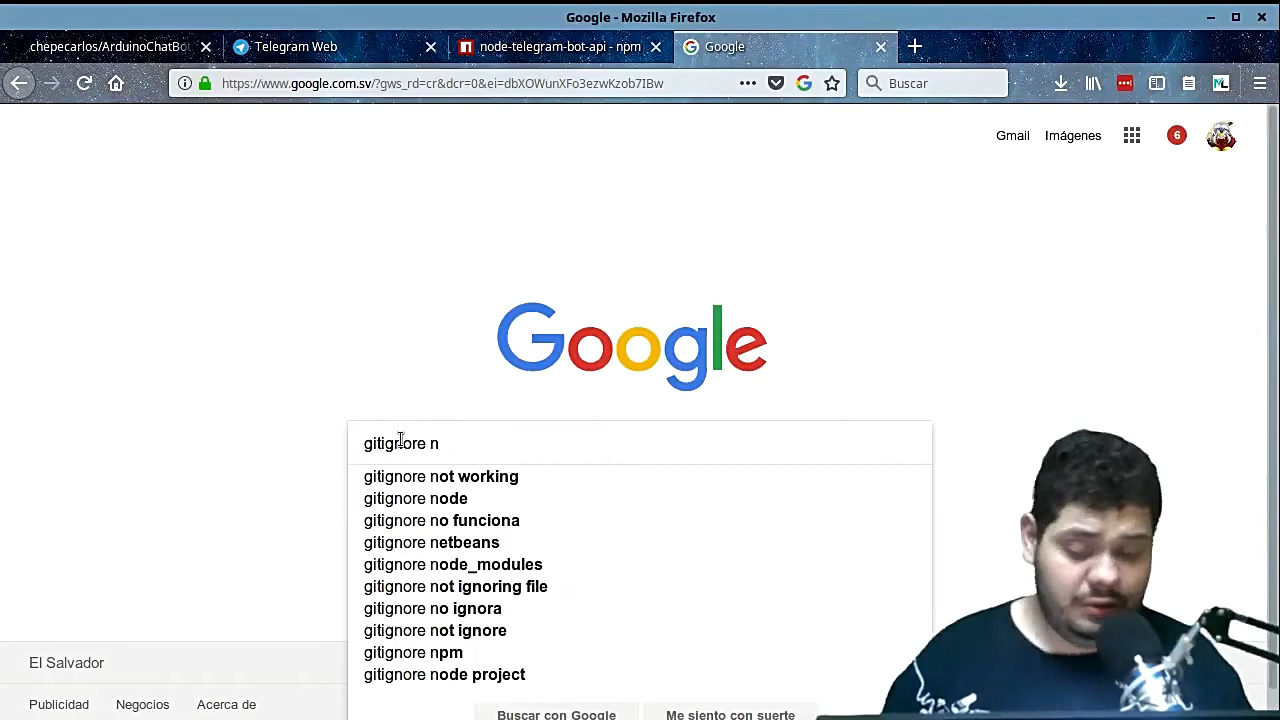 Google - Mozilla Firefox
chepecarlos/ArduinoChatBo
Telegram Web
node-telegram-bot-api - npm
Google
https://www.google.com.sv/?gws_rd=cr&dcr=0&ei=dbXOWunXFo3ezwKzob7IBw
Buscar
Gmail
Imágenes
6
Google
gitignore n
gitignore not working
gitignore node
gitignore no funciona
gitignore netbeans
gitignore node_modules
gitignore not ignoring file
gitignore no ignora
gitignore not ignore
gitignore npm
gitignore node project
El Salvador
Publicidad
Negocios
Acerca de
Buscar con Google
Me siento con suerte